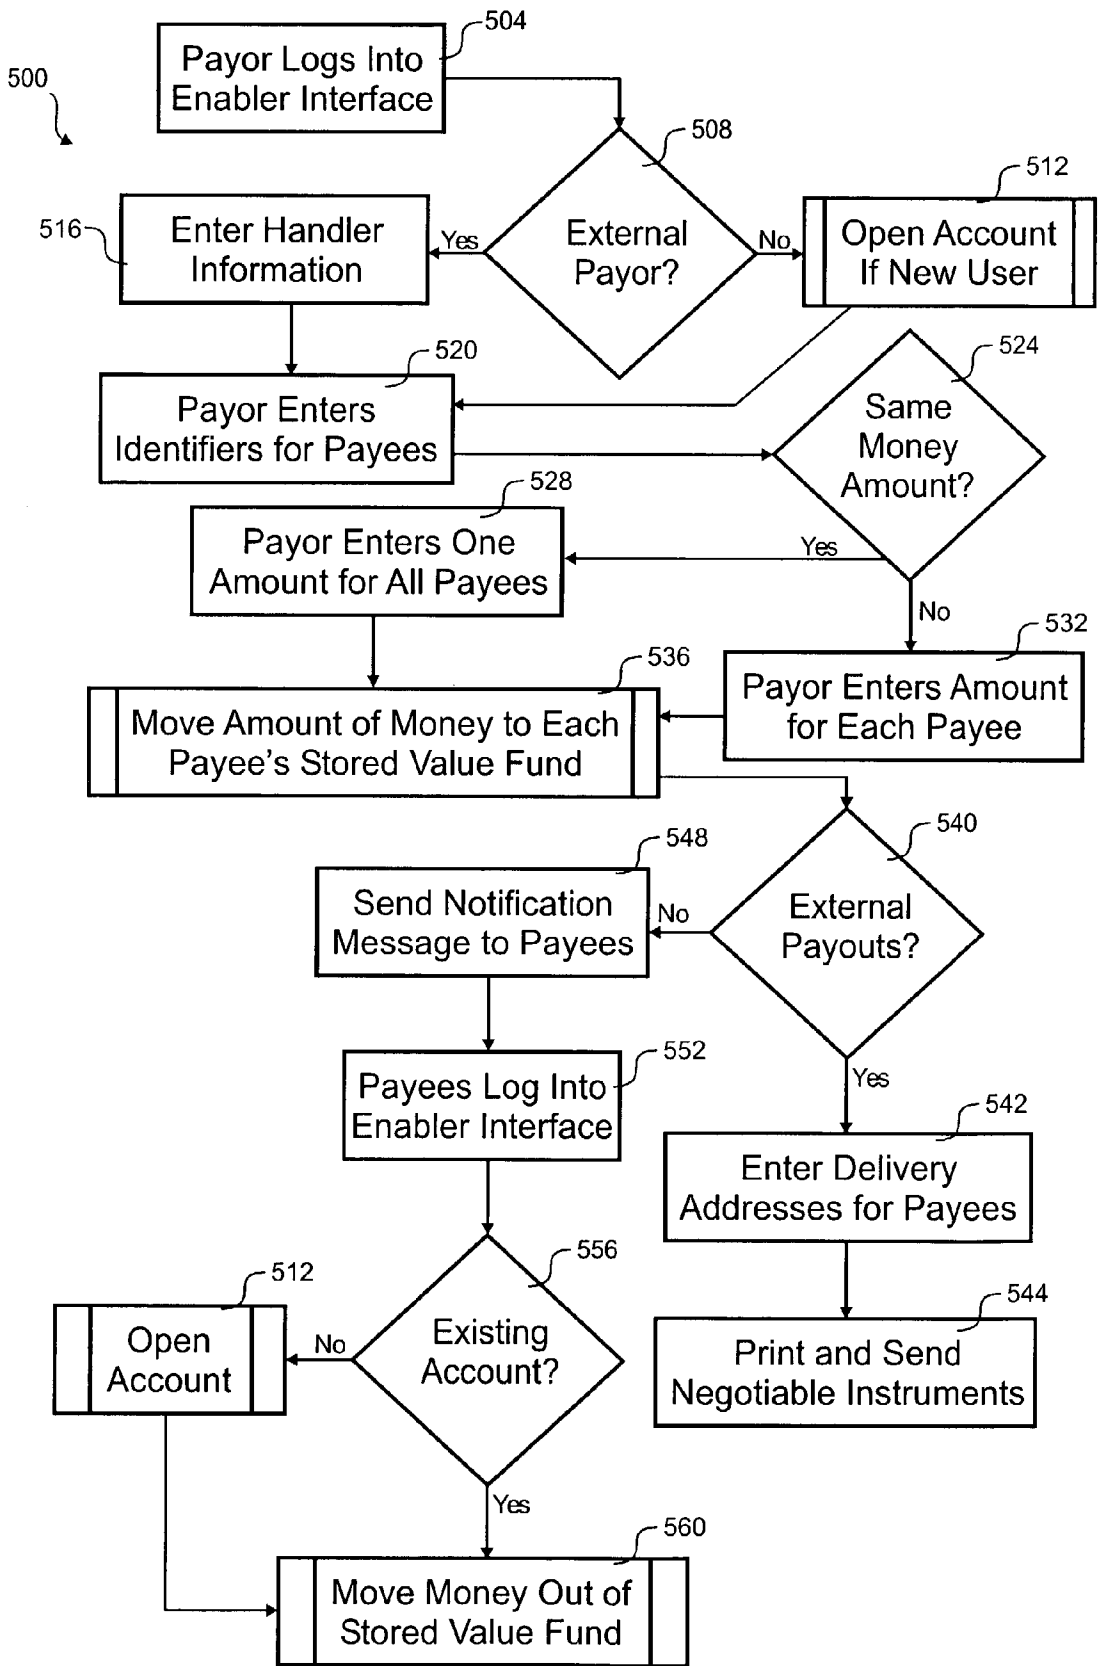 504
Payor Logs Into
Enabler Interface
500
508
External
Payor?
Yes
No
512
Open Account
If New User
516
Enter Handler
Information
520
Payor Enters
Identifiers for Payees
524
Same
Money
Amount?
Yes
No
528
Payor Enters One
Amount for All Payees
532
Payor Enters Amount
for Each Payee
536
Move Amount of Money to Each
Payee's Stored Value Fund
540
External
Payouts?
No
Yes
548
Send Notification
Message to Payees
552
Payees Log Into
Enabler Interface
542
Enter Delivery
Addresses for Payees
544
Print and Send
Negotiable Instruments
556
Existing
Account?
No
Yes
512
Open
Account
560
Move Money Out of
Stored Value Fund